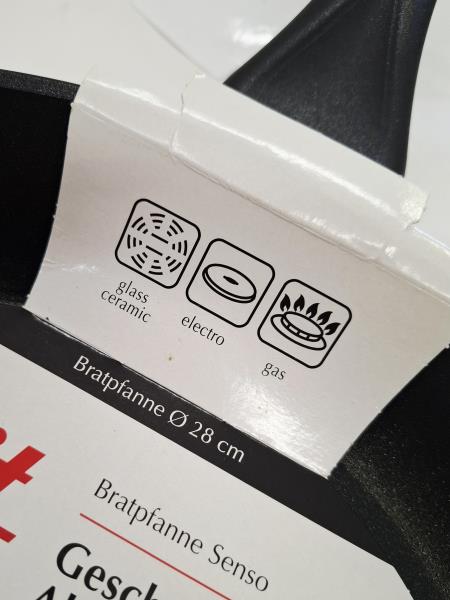 glass
ceramic
electro
gas
Bratpfanne Ø 28 cm
Bratpfanne Senso